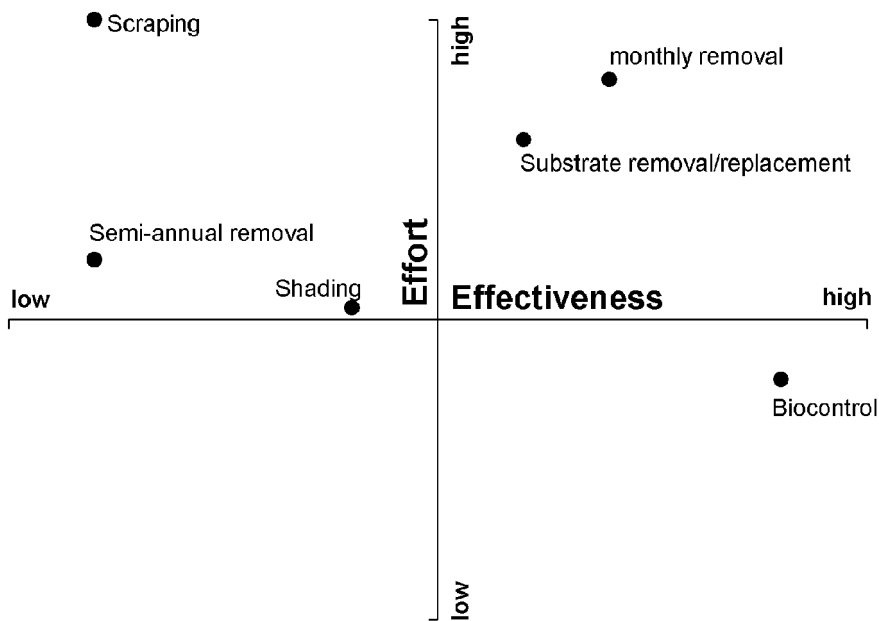 Scraping
high
monthly removal
Substrate removal/replacement
Semi-annual removal
Shading
Effort
low
Effectiveness
high
Biocontrol
low